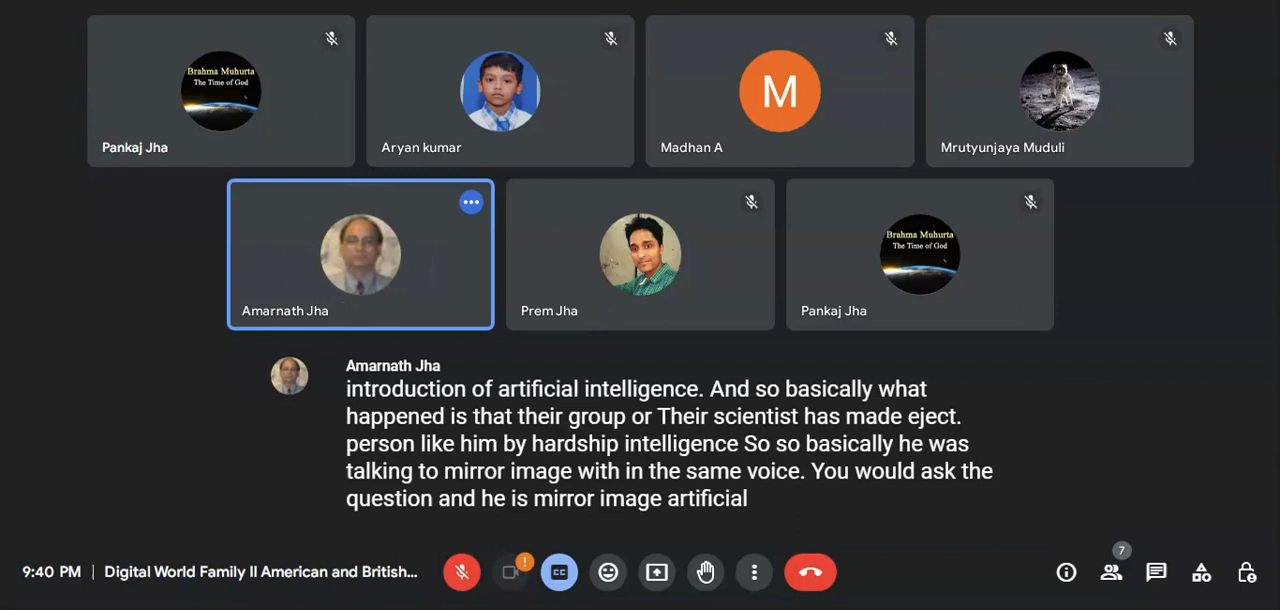 Brahma Muhurta
The Time of God
Pankaj Jha
Aryan kumar
M
Madhan A
Mrutyunjaya Muduli
Amarnath Jha
Prem Jha
Brahma Muhurta
The Time of God
Pankaj Jha
Amarnath Jha
introduction of artificial intelligence. And so basically what
happened is that their group or Their scientist has made eject.
person like him by hardship intelligence So so basically he was
talking to mirror image with in the same voice. You would ask the
question and he is mirror image artificial
9:40 PM | Digital World Family II American and British...
CC
7